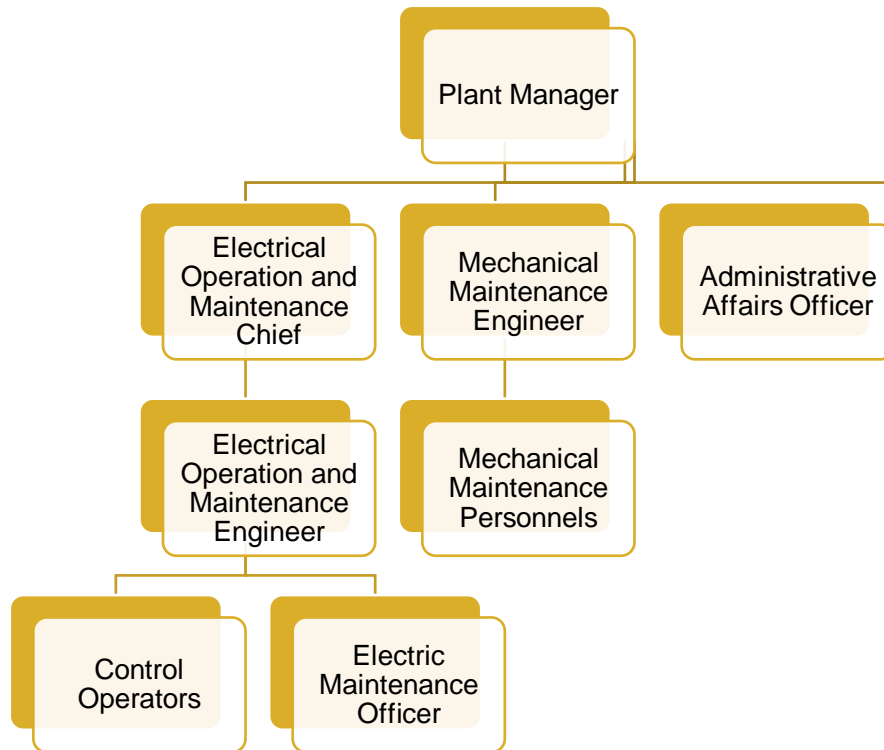 Plant Manager
Electrical
Operation and
Maintenance
Chief
Mechanical
Maintenance
Engineer
Administrative
Affairs Officer
Electrical
Operation and
Maintenance
Engineer
Mechanical
Maintenance
Personnels
Control
Operators
Electric
Maintenance
Officer